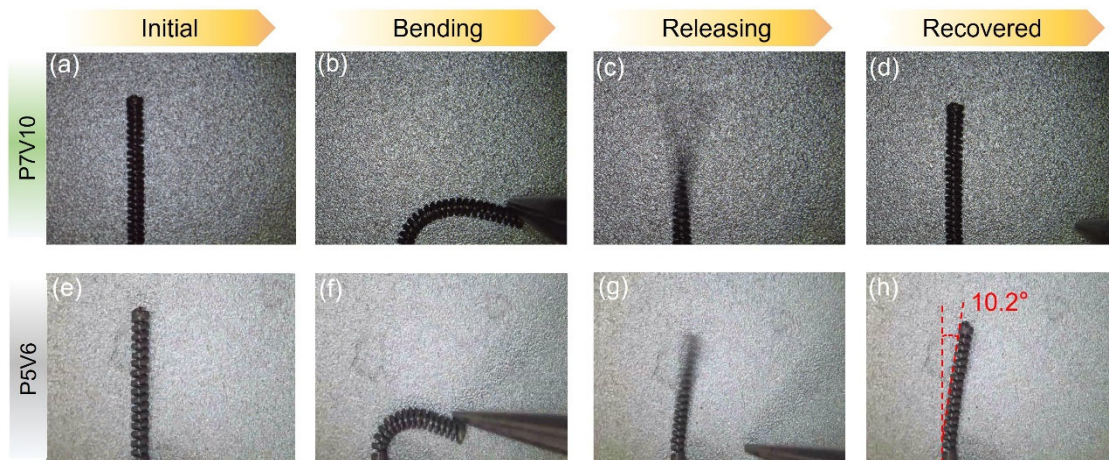 Initial
Bending
Releasing
Recovered
P7V10
(a)
(b)
(c)
(d)
P5V6
(e)
(f)
(g)
(h)
10.2°